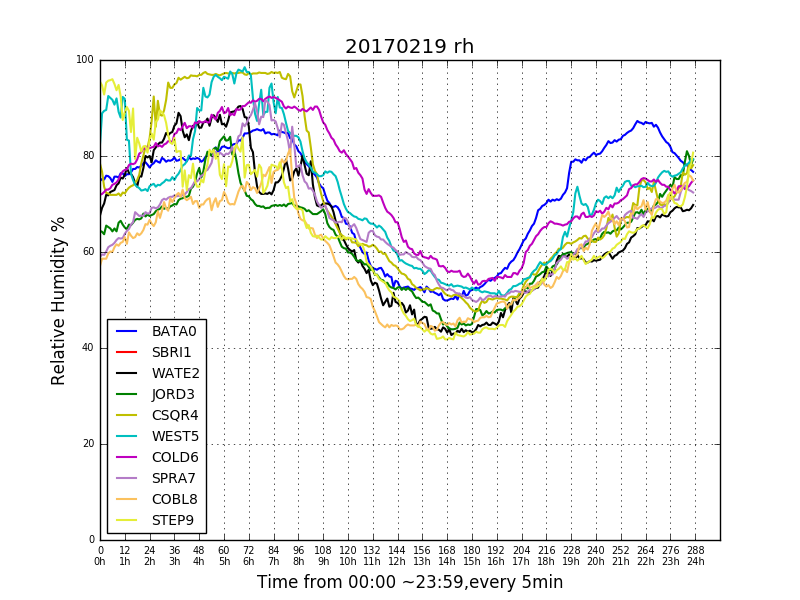 20170219 rh
Relative Humidity %
100
80
60
40
20
0
BATA0
SBRI1
WATE2
JORD3
CSQR4
WEST5
COLD6
SPRA7
COBL8
STEP9
0 12 24 36 48 60 72 84 96 108 120 132 144 156 168 180 192 204 216 228 240 252 264 276 288
0h 1h 2h 3h 4h 5h 6h 7h 8h 9h 10h 11h 12h 13h 14h 15h 16h 17h 18h 19h 20h 21h 22h 23h 24h
Time from 00:00 ~23:59,every 5min